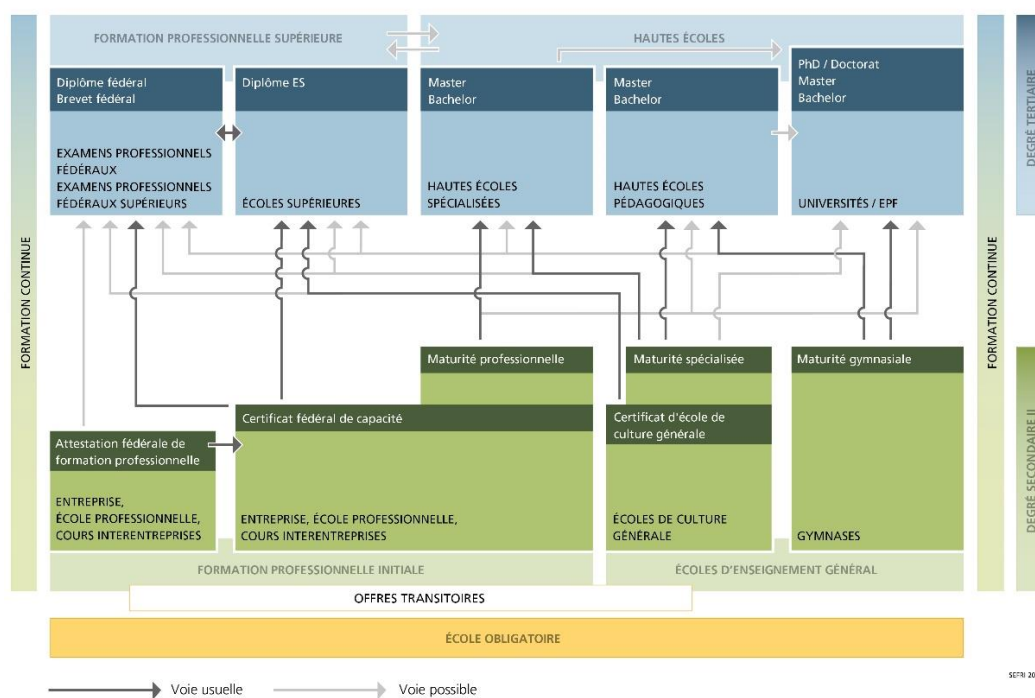 FORMATION CONTINUE
FORMATION PROFESSIONNELLE SUPÉRIEURE
HAUTES ÉCOLES
Diplôme fédéral
Brevet fédéral
EXAMENS PROFESSIONNELS
FÉDÉRAUX
EXAMENS PROFESSIONNELS
FÉDÉRAUX SUPÉRIEURS
Diplôme ES
ÉCOLES SUPÉRIEURES
Master
Bachelor
HAUTES ÉCOLES
SPÉCIALISÉES
Master
Bachelor
HAUTES ÉCOLES
PÉDAGOGIQUES
PhD / Doctorat
Master
Bachelor
UNIVERSITÉS / EPF
FORMATION CONTINUE
DEGRÉ TERTIAIRE
Attestation fédérale de
formation professionnelle
ENTREPRISE,
ÉCOLE PROFESSIONNELLE,
COURS INTERENTREPRISES
Maturité professionnelle
Certificat fédéral de capacité
ENTREPRISE, ÉCOLE PROFESSIONNELLE,
COURS INTERENTREPRISES
Maturité spécialisée
Certificat d'école de
culture générale
ÉCOLES DE CULTURE
GÉNÉRALE
Maturité gymnasiale
GYMNASES
DEGRÉ SECONDAIRE II
FORMATION PROFESSIONNELLE INITIALE
ÉCOLES D'ENSEIGNEMENT GÉNÉRAL
OFFRES TRANSITOIRES
ÉCOLE OBLIGATOIRE
Voie usuelle
Voie possible
SEFRI